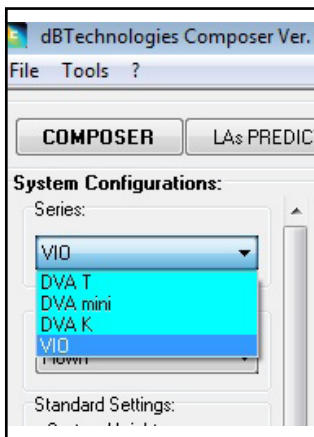 dBTechnologies Composer Ver.
File Tools ?
COMPOSER LAs PREDIC
System Configurations:
Series:
VIO
DVA T
DVA mini
DVA K
VIO
Standard Settings: